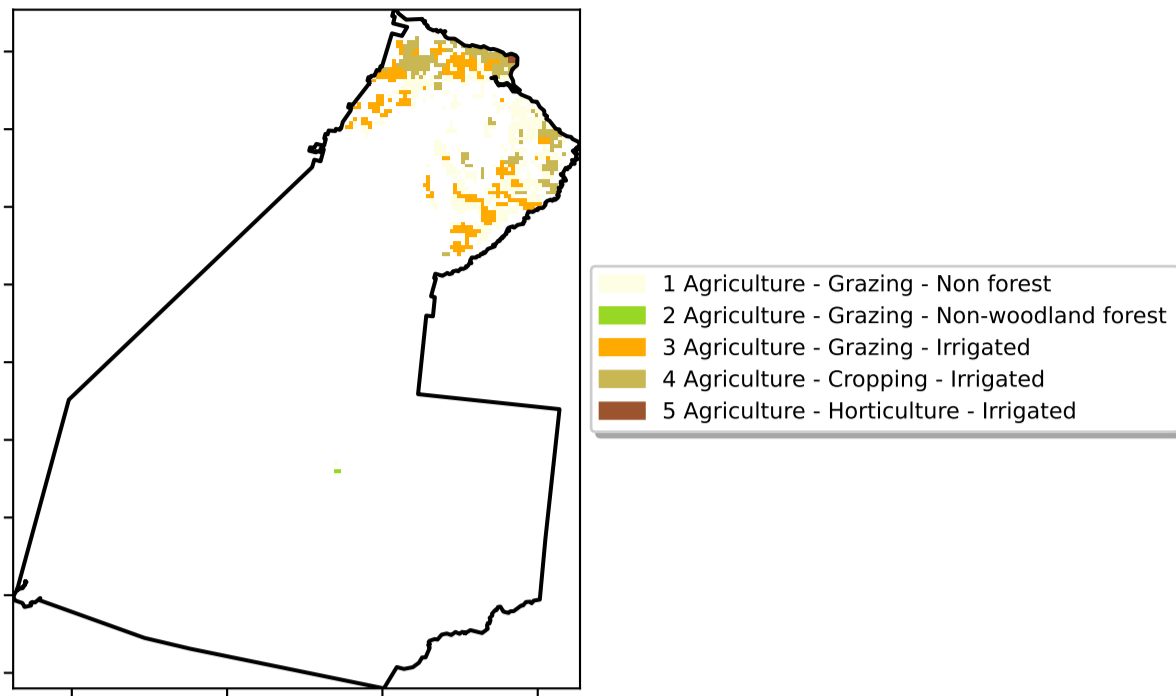 1 Agriculture - Grazing - Non forest
2 Agriculture - Grazing - Non-woodland forest
3 Agriculture - Grazing - Irrigated
4 Agriculture - Cropping - Irrigated
5 Agriculture - Horticulture - Irrigated